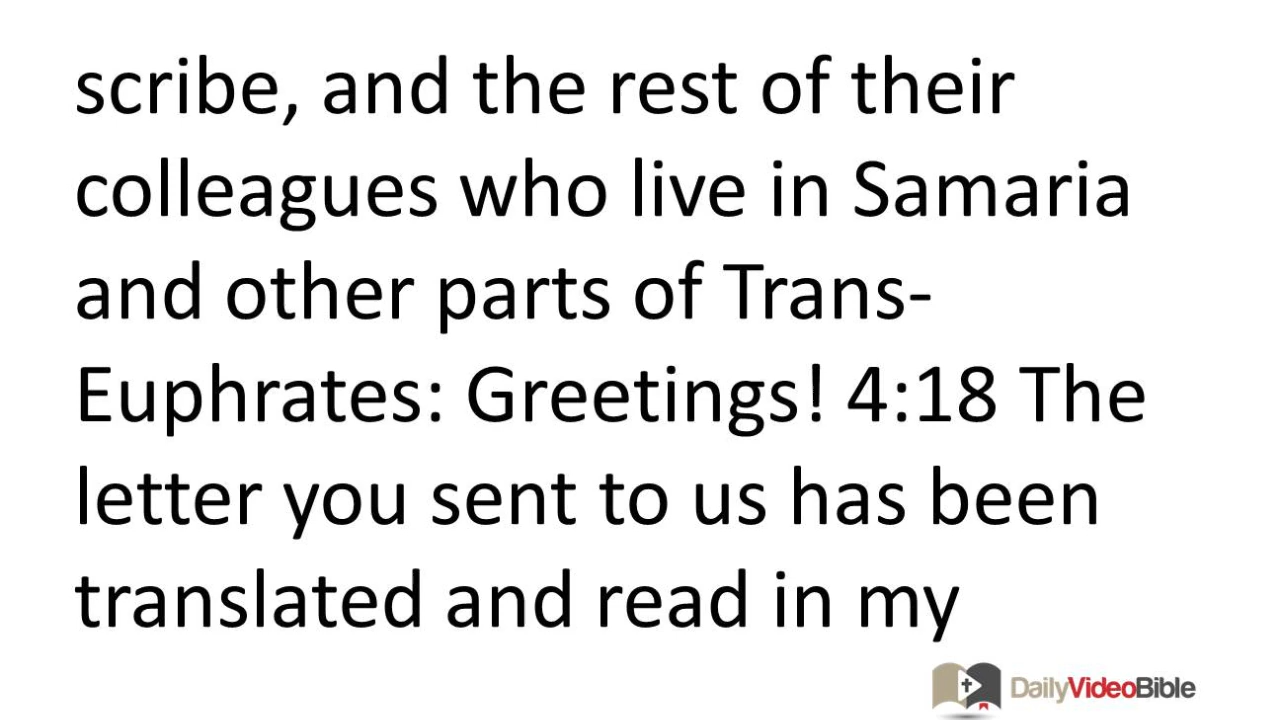 scribe, and the rest of their
colleagues who live in Samaria
and other parts of Trans-
Euphrates: Greetings! 4:18 The
letter you sent to us has been
translated and read in my
DailyVideoBible